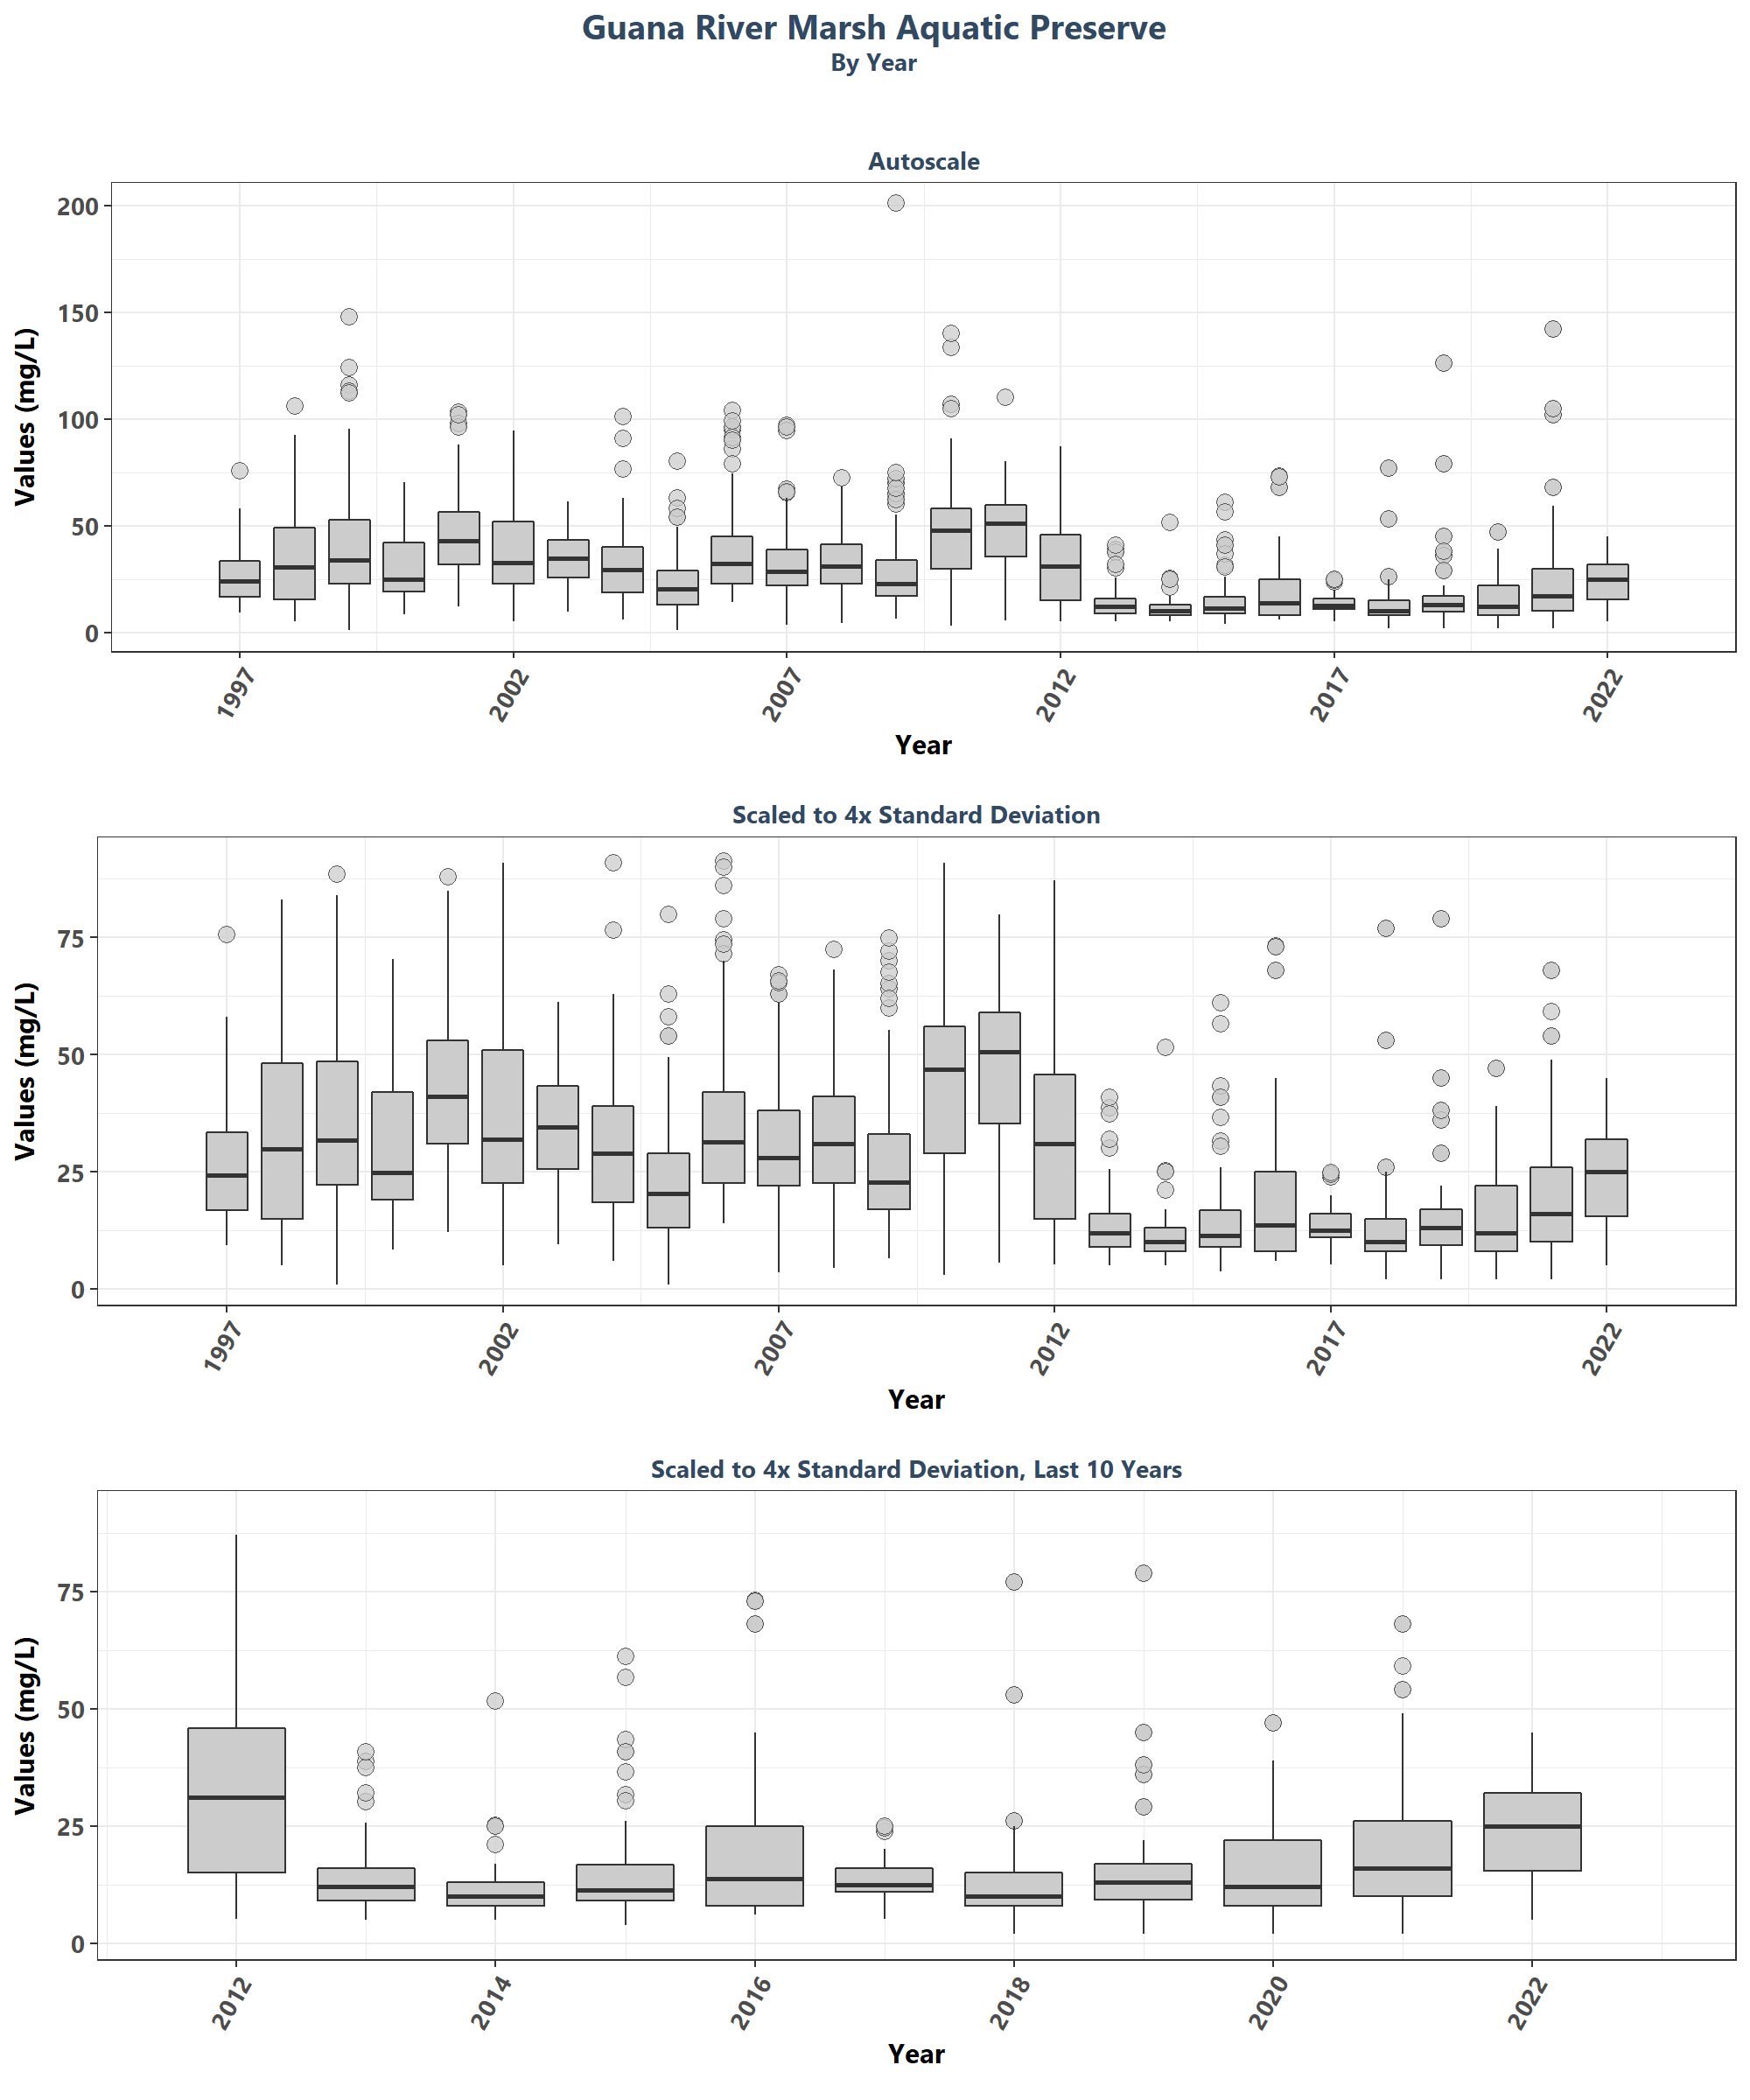 Guana River Marsh Aquatic Preserve
By Year
Autoscale
Values (mg/L)
200
150
100
50
0
1997 2002 2007 2012 2017 2022
Year
Scaled to 4x Standard Deviation
Values (mg/L)
75
50
25
0
1997 2002 2007 2012 2017 2022
Year
Scaled to 4x Standard Deviation, Last 10 Years
Values (mg/L)
75
50
25
0
2012 2014 2016 2018 2020 2022
Year